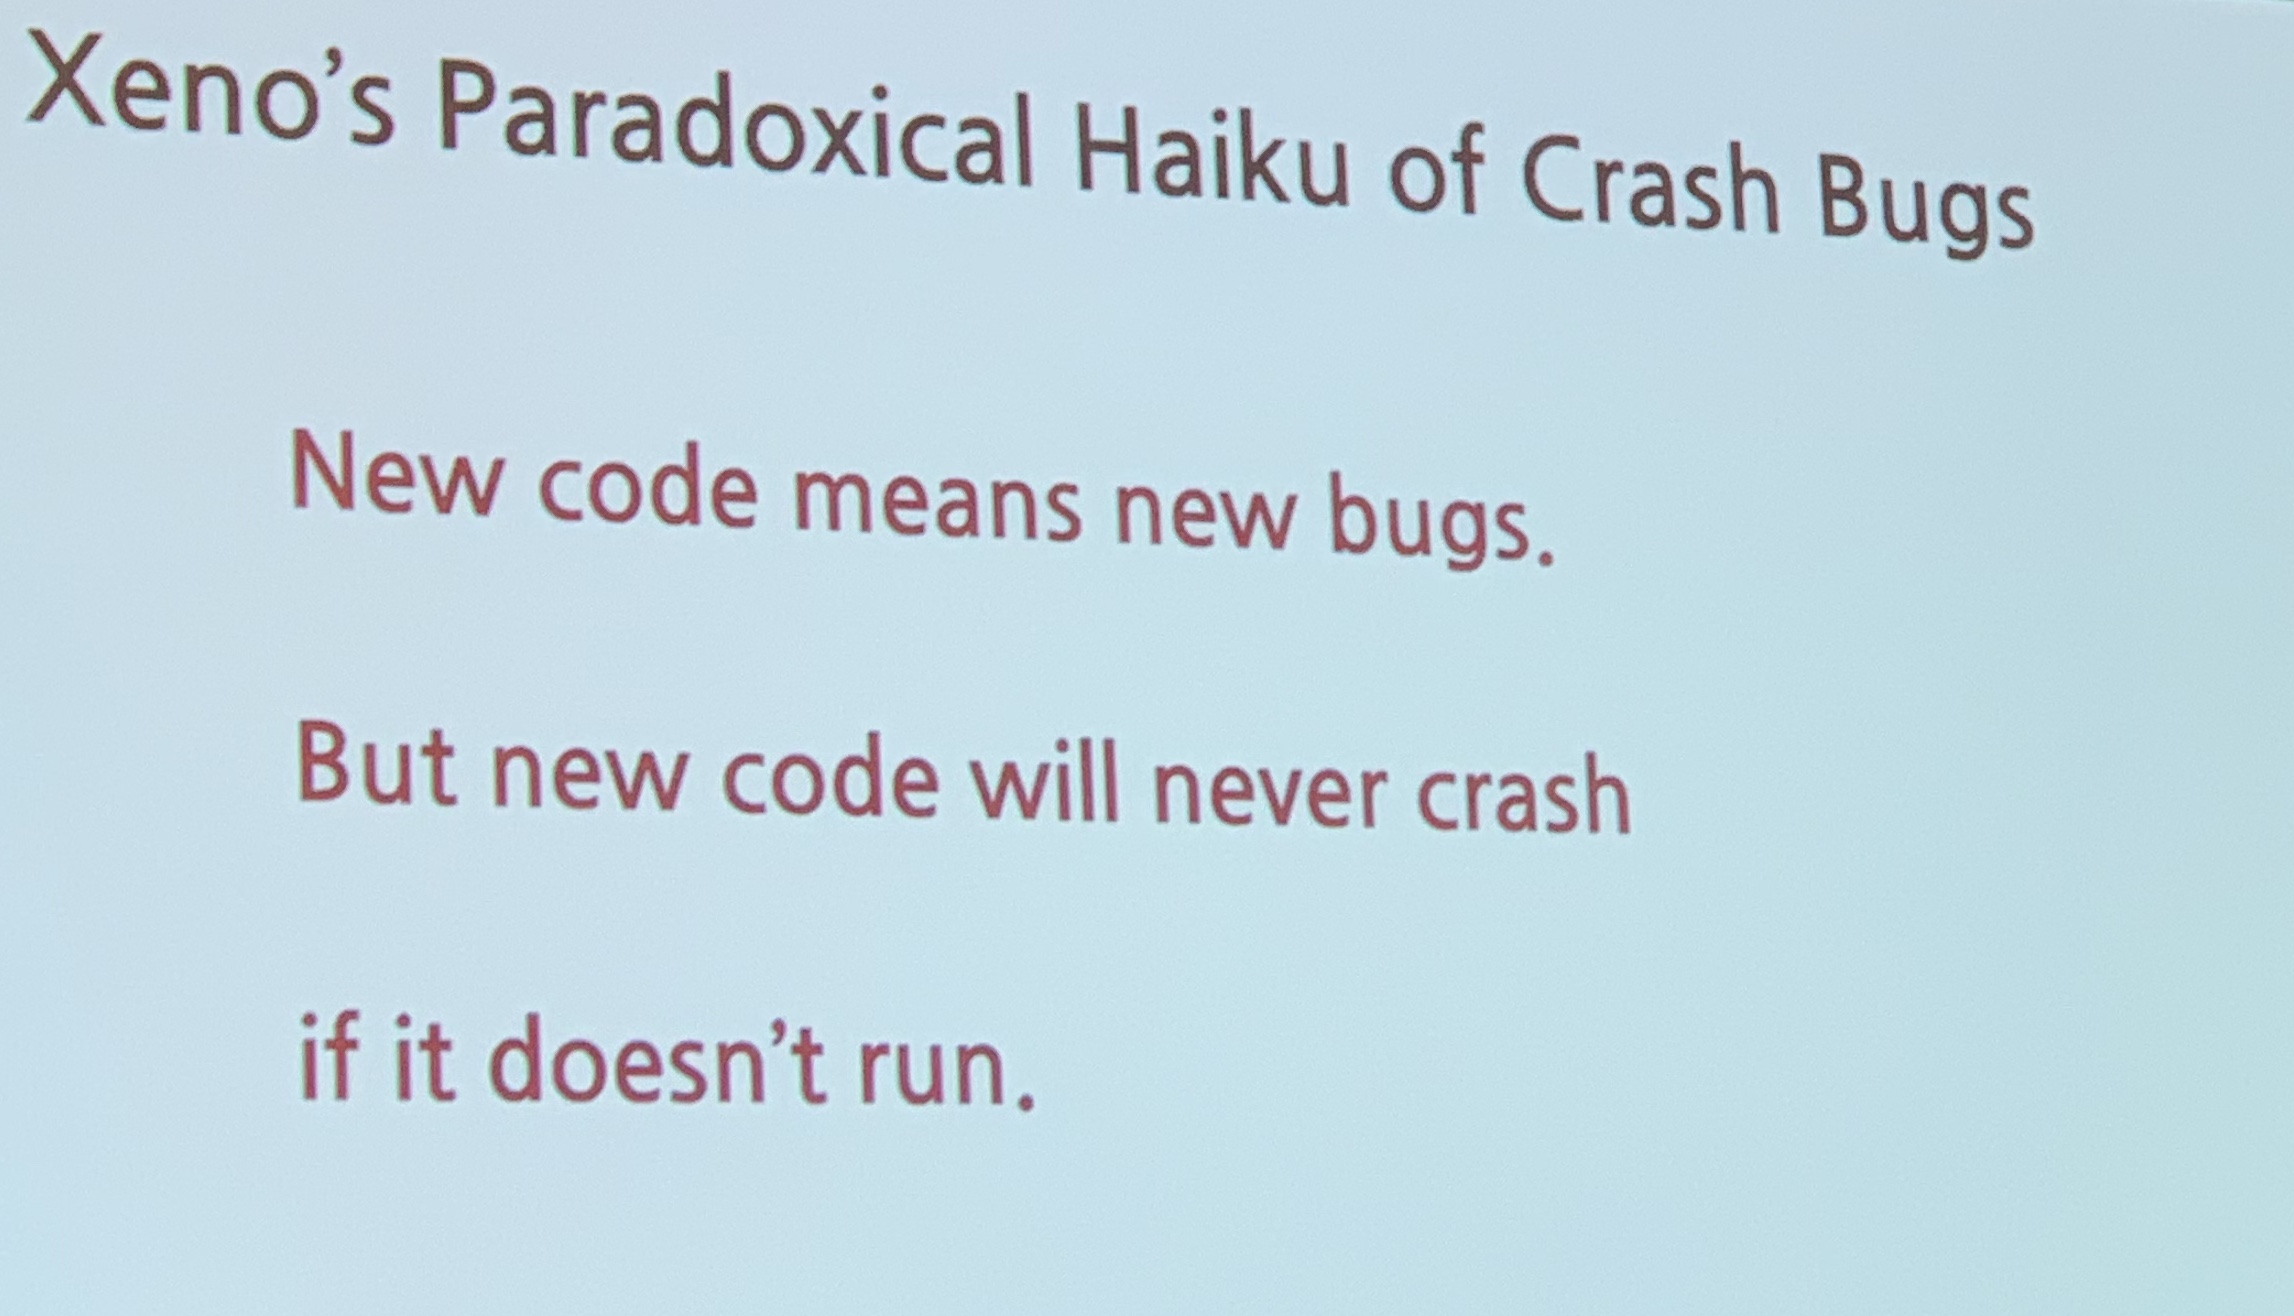 Xeno’s Paradoxical Haiku of Crash Bugs
New code means new bugs.
But new code will never crash
if it doesn’t run.